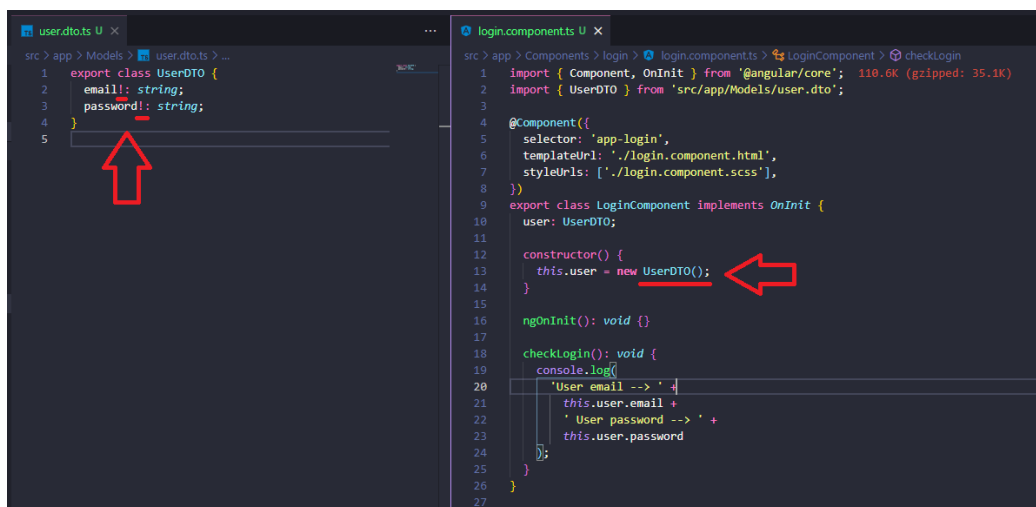 user.dto.ts U ×
src > app > Models > user.dto.ts > ...
1 export class UserDTO {
2 email!: string;
3 password!: string;
4 }
5
login.component.ts U ×
src > app > Components > login > login.component.ts > LoginComponent > checkLogin
1 import { Component, OnInit } from '@angular/core'; 110.6K (gzipped: 35.1K)
2 import { UserDTO } from 'src/app/Models/user.dto';
3
4 @Component({
5 selector: 'app-login',
6 templateUrl: './login.component.html',
7 styleUrls: ['./login.component.scss'],
8 })
9 export class LoginComponent implements OnInit {
10 user: UserDTO;
11
12 constructor() {
13 this.user = new UserDTO();
14 }
15
16 ngOnInit(): void {}
17
18 checkLogin(): void {
19 console.log(
20 'User email --> ' +
21 this.user.email +
22 ' User password --> ' +
23 this.user.password
24 );
25 }
26 }
27